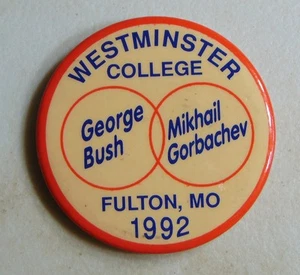 WESTMINSTER
COLLEGE
George
Bush
Mikhail
Gorbachev
FULTON, MO
1992